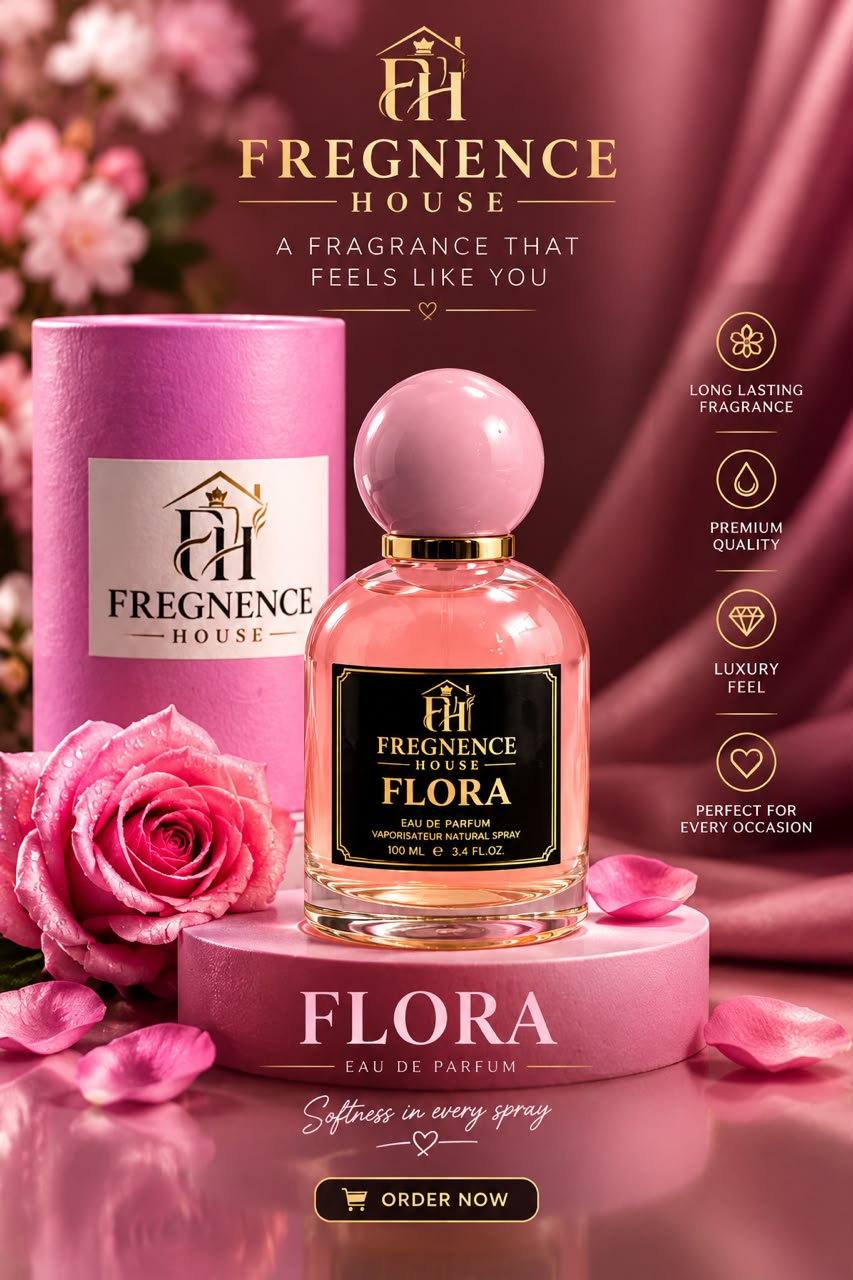 FH
FREGNENCE
HOUSE
A FRAGRANCE THAT
FEELS LIKE YOU
LONG LASTING
FRAGRANCE
PREMIUM
QUALITY
LUXURY
FEEL
PERFECT FOR
EVERY OCCASION
FH
FREGNENCE
HOUSE
FH
FREGNENCE
HOUSE
FLORA
EAU DE PARFUM
VAPORISATEUR NATURAL SPRAY
100 ML ℮ 3.4 FL.OZ.
FLORA
EAU DE PARFUM
Softness in every spray
ORDER NOW